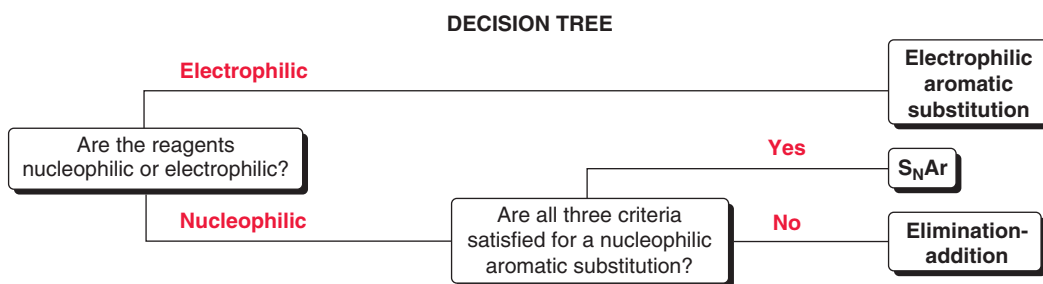 DECISION TREE
Electrophilic
Electrophilic
aromatic
substitution
Are the reagents
nucleophilic or electrophilic?
Yes
SNAr
Nucleophilic
Are all three criteria
satisfied for a nucleophilic
aromatic substitution?
No
Elimination-
addition